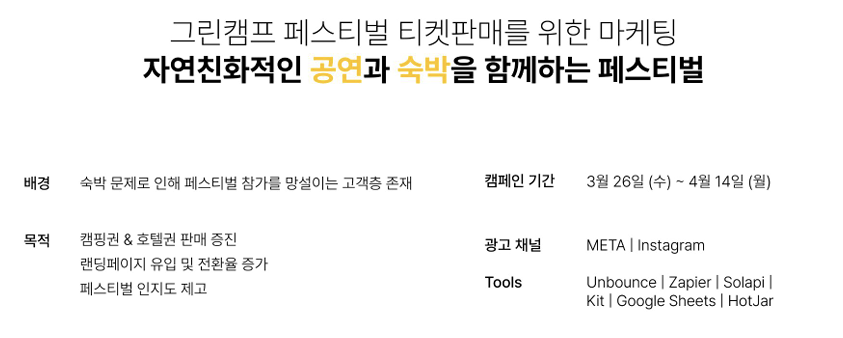 그린캠프 페스티벌 티켓판매를 위한 마케팅
자연친화적인 공연과 숙박을 함께하는 페스티벌
배경 숙박 문제로 인해 페스티벌 참가를 망설이는 고객층 존재
목적 캠핑권 & 호텔권 판매 증진
랜딩페이지 유입 및 전환율 증가
페스티벌 인지도 제고
캠페인 기간 3월 26일 (수) ~ 4월 14일 (월)
광고 채널 META | Instagram
Tools Unbounce | Zapier | Solapi |
Kit | Google Sheets | HotJar